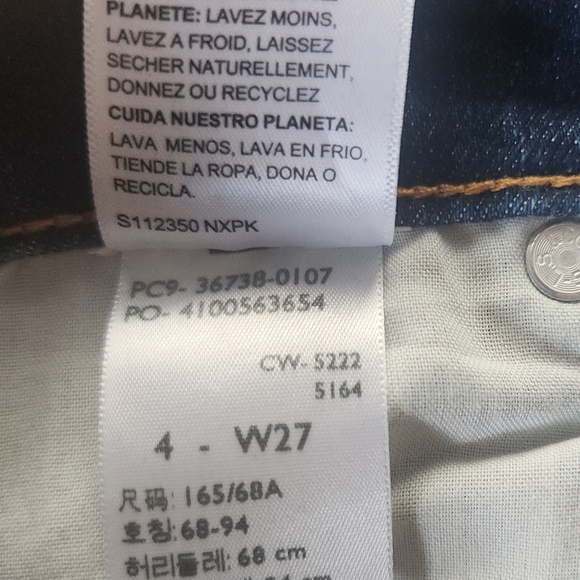 PLANETE: LAVEZ MOINS,
LAVEZ A FROID, LAISSEZ
SECHER NATURELLEMENT,
DONNEZ OU RECYCLEZ
CUIDA NUESTRO PLANETA:
LAVA MENOS, LAVA EN FRIO,
TIENDE LA ROPA, DONA O
RECICLA.
S112350 NXPK
PC9- 36738-0107
PO- 4100563654
CW- 5222
5164
4 - W27
尺码: 165/68A
호칭: 68-94
허리둘레: 68 cm